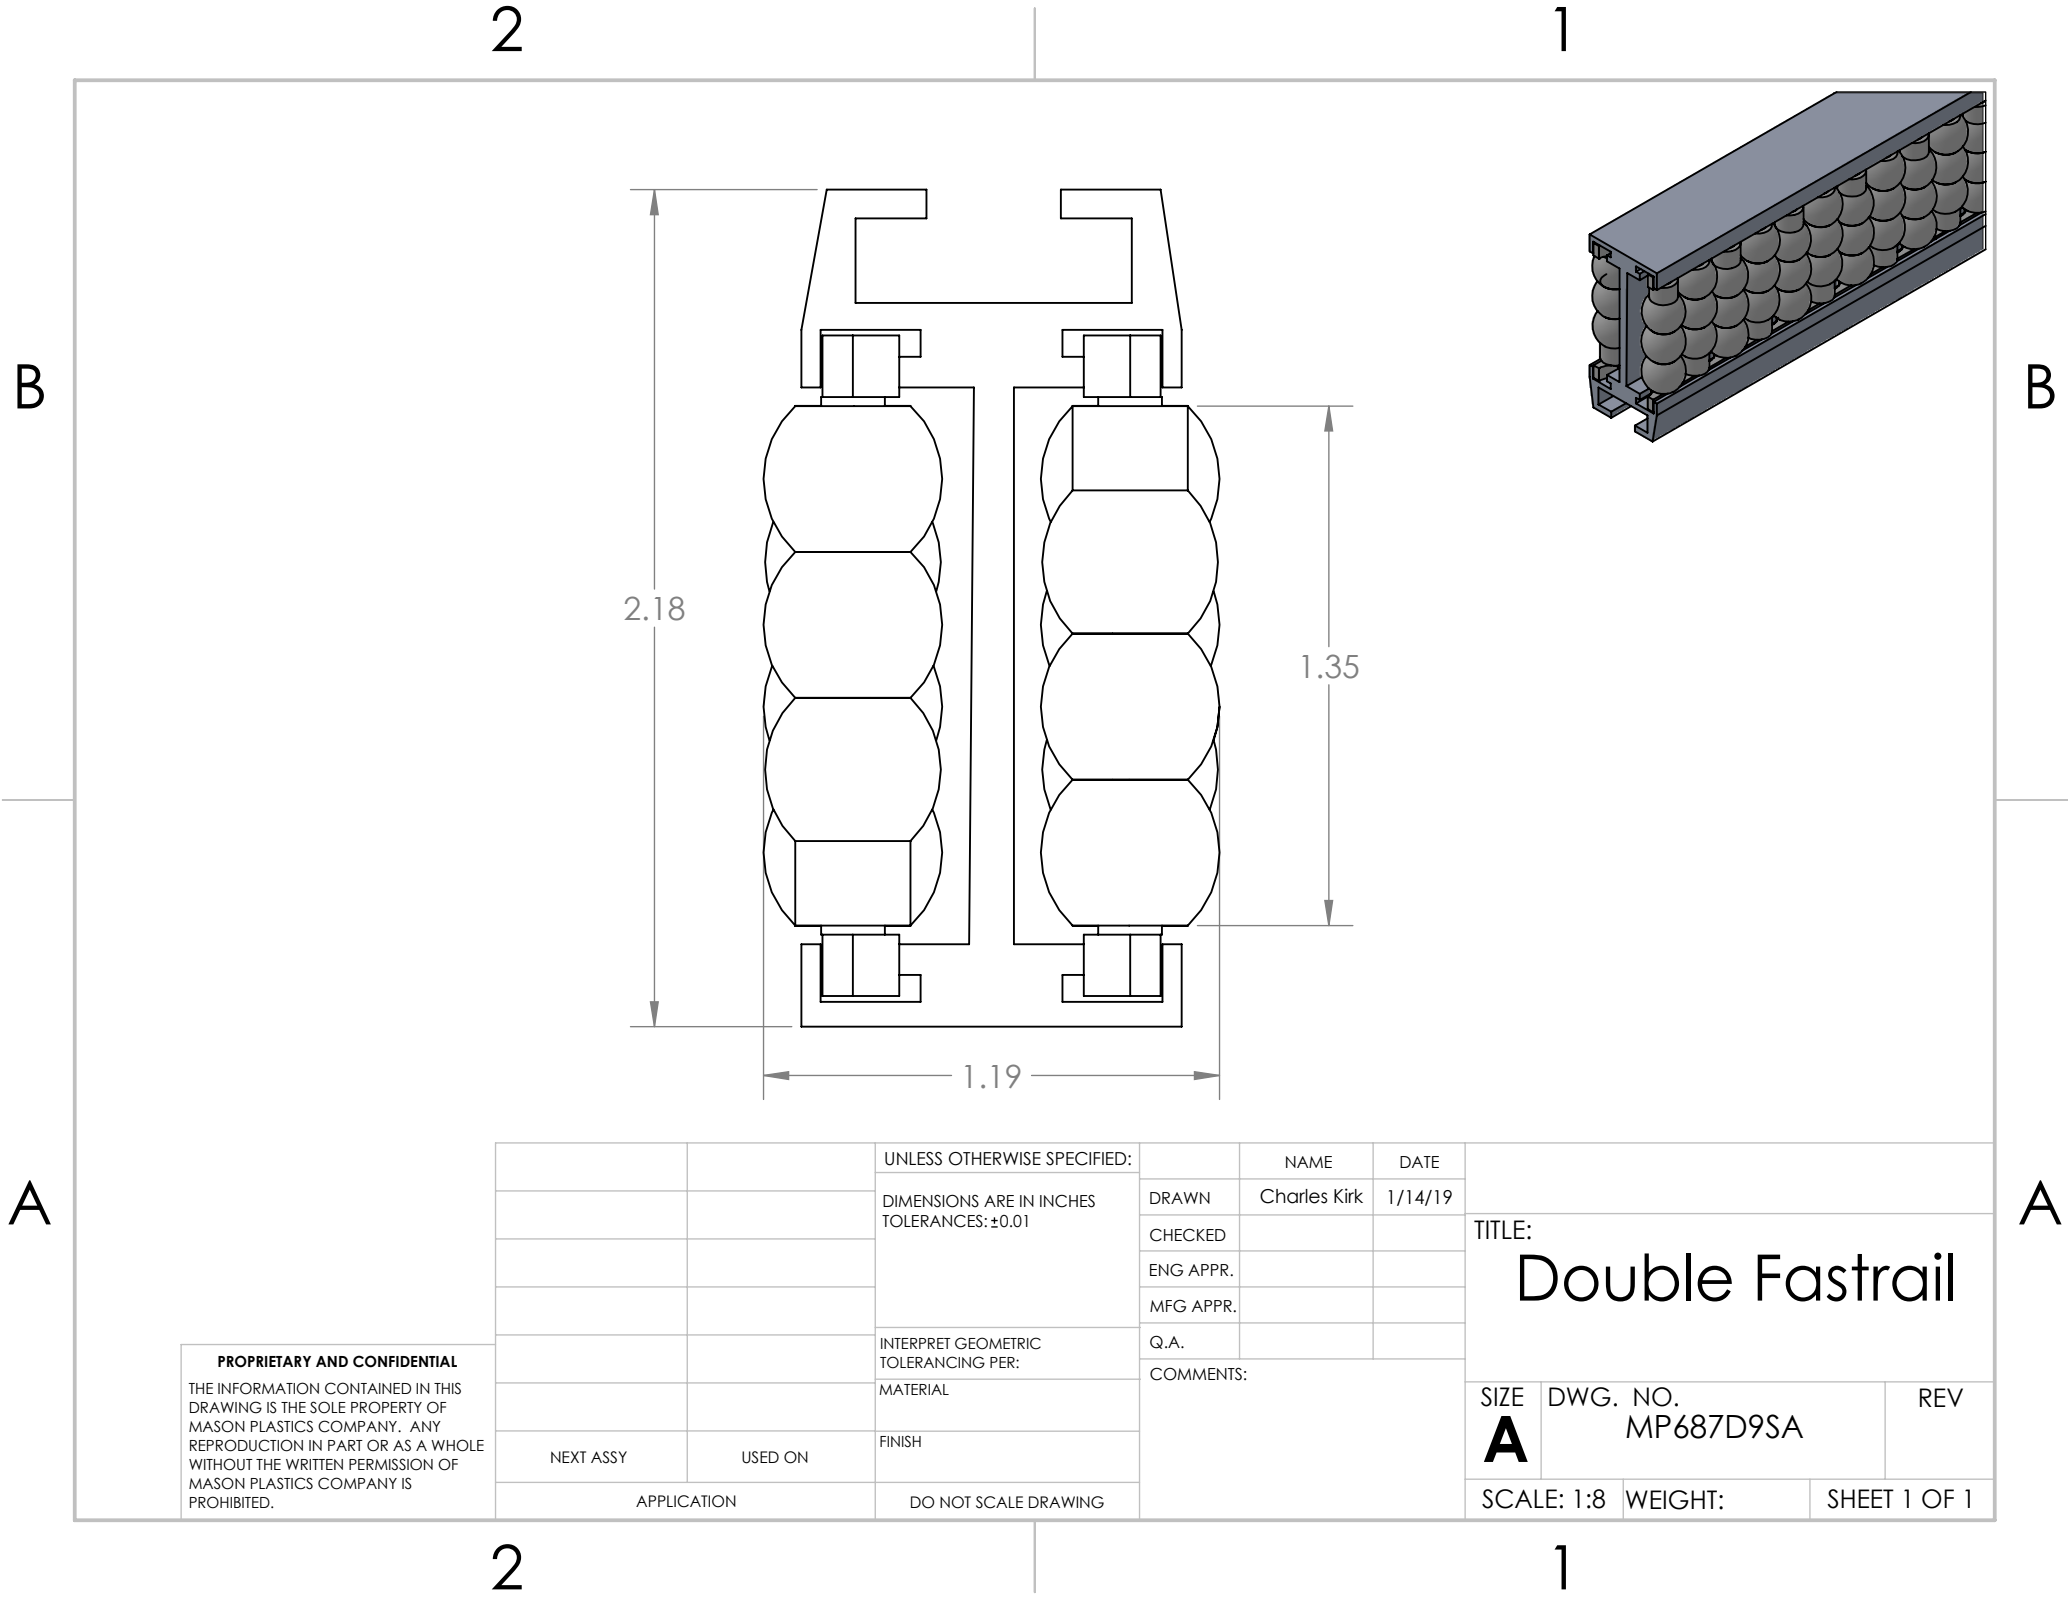 2
1
B
B
2.18
1.35
1.19
A
A
UNLESS OTHERWISE SPECIFIED:
DIMENSIONS ARE IN INCHES
TOLERANCES: ±0.01
INTERPRET GEOMETRIC
TOLERANCING PER:
MATERIAL
FINISH
DO NOT SCALE DRAWING
NAME
DATE
DRAWN
Charles Kirk
1/14/19
CHECKED
ENG APPR.
MFG APPR.
Q.A.
COMMENTS:
TITLE:
Double Fastrail
SIZE
A
DWG. NO.
MP687D9SA
REV
SCALE: 1:8
WEIGHT:
SHEET 1 OF 1
PROPRIETARY AND CONFIDENTIAL
THE INFORMATION CONTAINED IN THIS
DRAWING IS THE SOLE PROPERTY OF
MASON PLASTICS COMPANY. ANY
REPRODUCTION IN PART OR AS A WHOLE
WITHOUT THE WRITTEN PERMISSION OF
MASON PLASTICS COMPANY IS
PROHIBITED.
NEXT ASSY
USED ON
APPLICATION
2
1